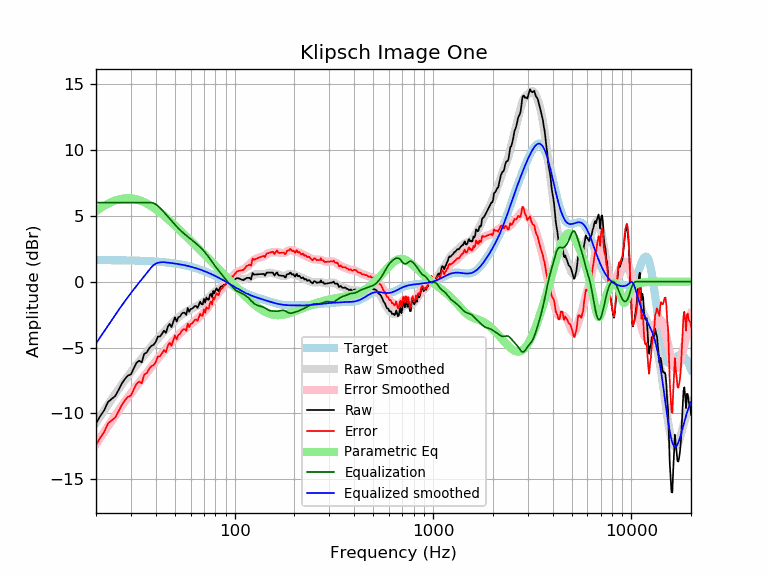 Klipsch Image One
15
10
5
0
−5
−10
−15
Amplitude (dBr)
Target
Raw Smoothed
Error Smoothed
Raw
Error
Parametric Eq
Equalization
Equalized smoothed
100
1000
10000
Frequency (Hz)